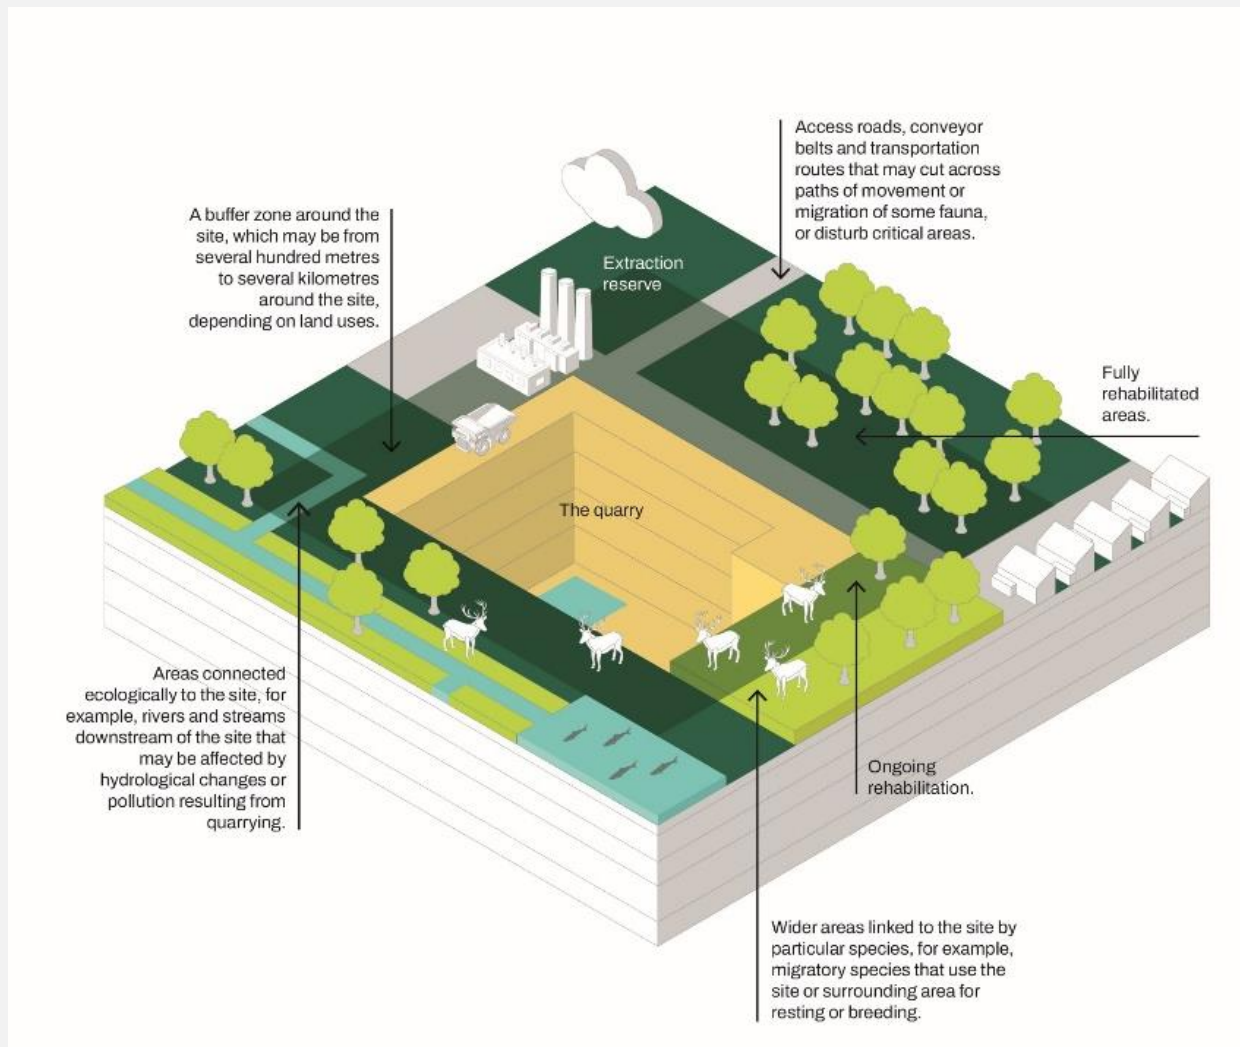 Access roads, conveyor
belts and transportation
routes that may cut across
paths of movement or
migration of some fauna,
or disturb critical areas.
A buffer zone around the
site, which may be from
several hundred metres
to several kilometres
around the site,
depending on land uses.
Extraction
reserve
Fully
rehabilitated
areas.
The quarry
Areas connected
ecologically to the site, for
example, rivers and streams
downstream of the site that
may be affected by
hydrological changes or
pollution resulting from
quarrying.
Ongoing
rehabilitation.
Wider areas linked to the site by
particular species, for example,
migratory species that use the
site or surrounding area for
resting or breeding.